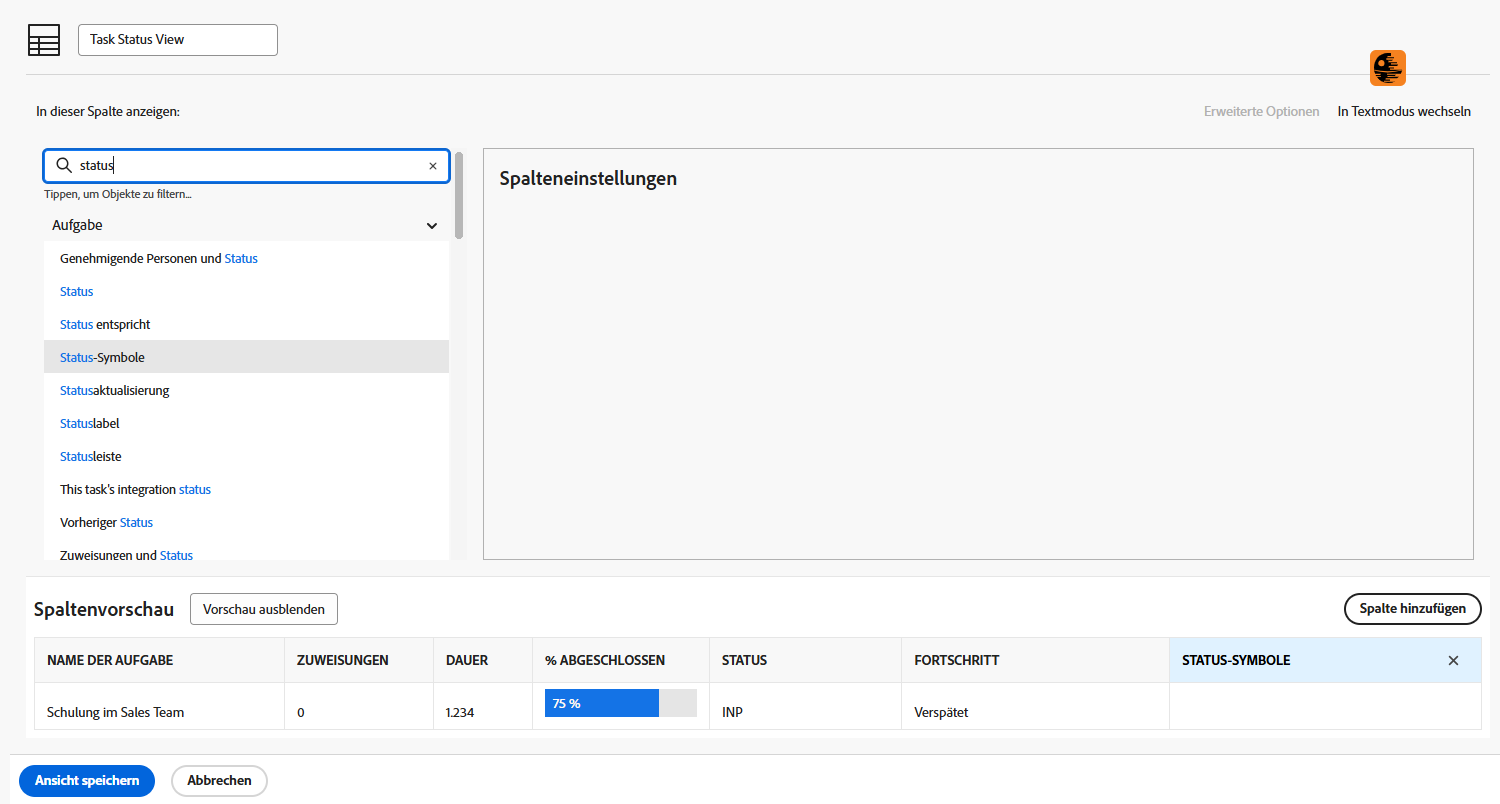 Task Status View
In dieser Spalte anzeigen:
Erweiterte Optionen In Textmodus wechseln
status
Tippen, um Objekte zu filtern...
Spalteneinstellungen
Aufgabe
Genehmigende Personen und Status
Status
Status entspricht
Status-Symbole
Statusaktualisierung
Statuslabel
Statusleiste
This task's integration status
Vorheriger Status
Zuweisungen und Status
Spaltenvorschau Vorschau ausblenden Spalte hinzufügen
NAME DER AUFGABE ZUWEISUNGEN DAUER % ABGESCHLOSSEN STATUS FORTSCHRITT STATUS-SYMBOLE
Schulung im Sales Team 0 1.234 75 % INP Verspätet
Ansicht speichern Abbrechen